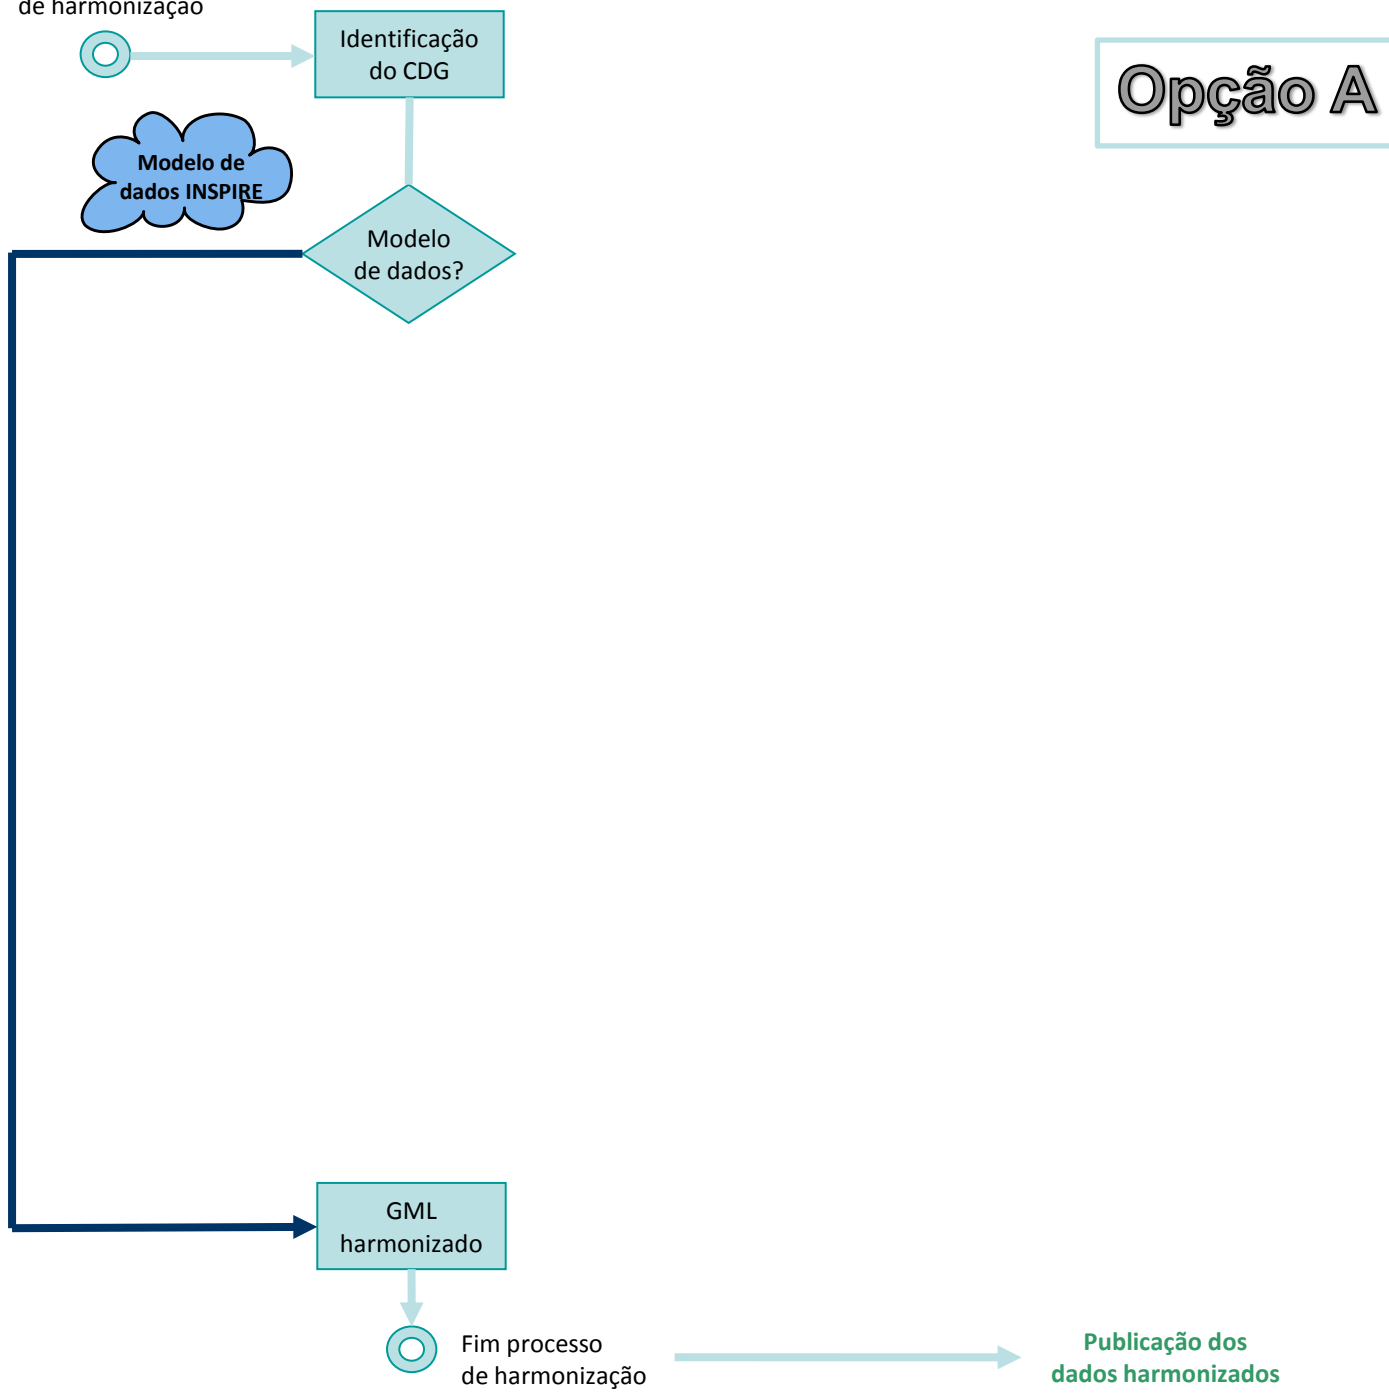 de harmonização
Identificação
do CDG
Opção A
Modelo de
dados INSPIRE
Modelo
de dados?
GML
harmonizado
Fim processo
de harmonização
Publicação dos
dados harmonizados